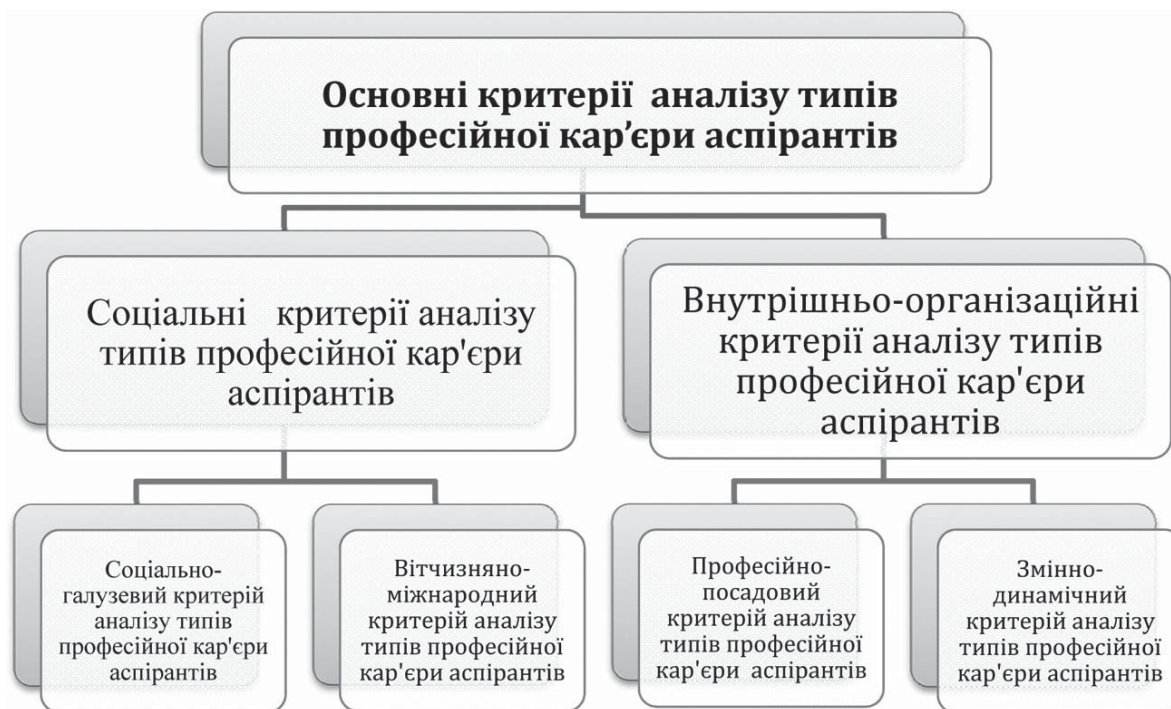 Основні критерії аналізу типів
професійної кар’єри аспірантів
Соціальні критерії аналізу
типів професійної кар'єри
аспірантів
Внутрішньо-організаційні
критерії аналізу типів
професійної кар'єри
аспірантів
Соціально-
галузевий критерій
аналізу типів
професійної кар'єри
аспірантів
Вітчизняно-
міжнародний
критерій аналізу
типів професійної
кар'єри аспірантів
Професійно-
посадовий
критерій аналізу
типів професійної
кар'єри аспірантів
Змінно-
динамічний
критерій аналізу
типів професійної
кар'єри аспірантів